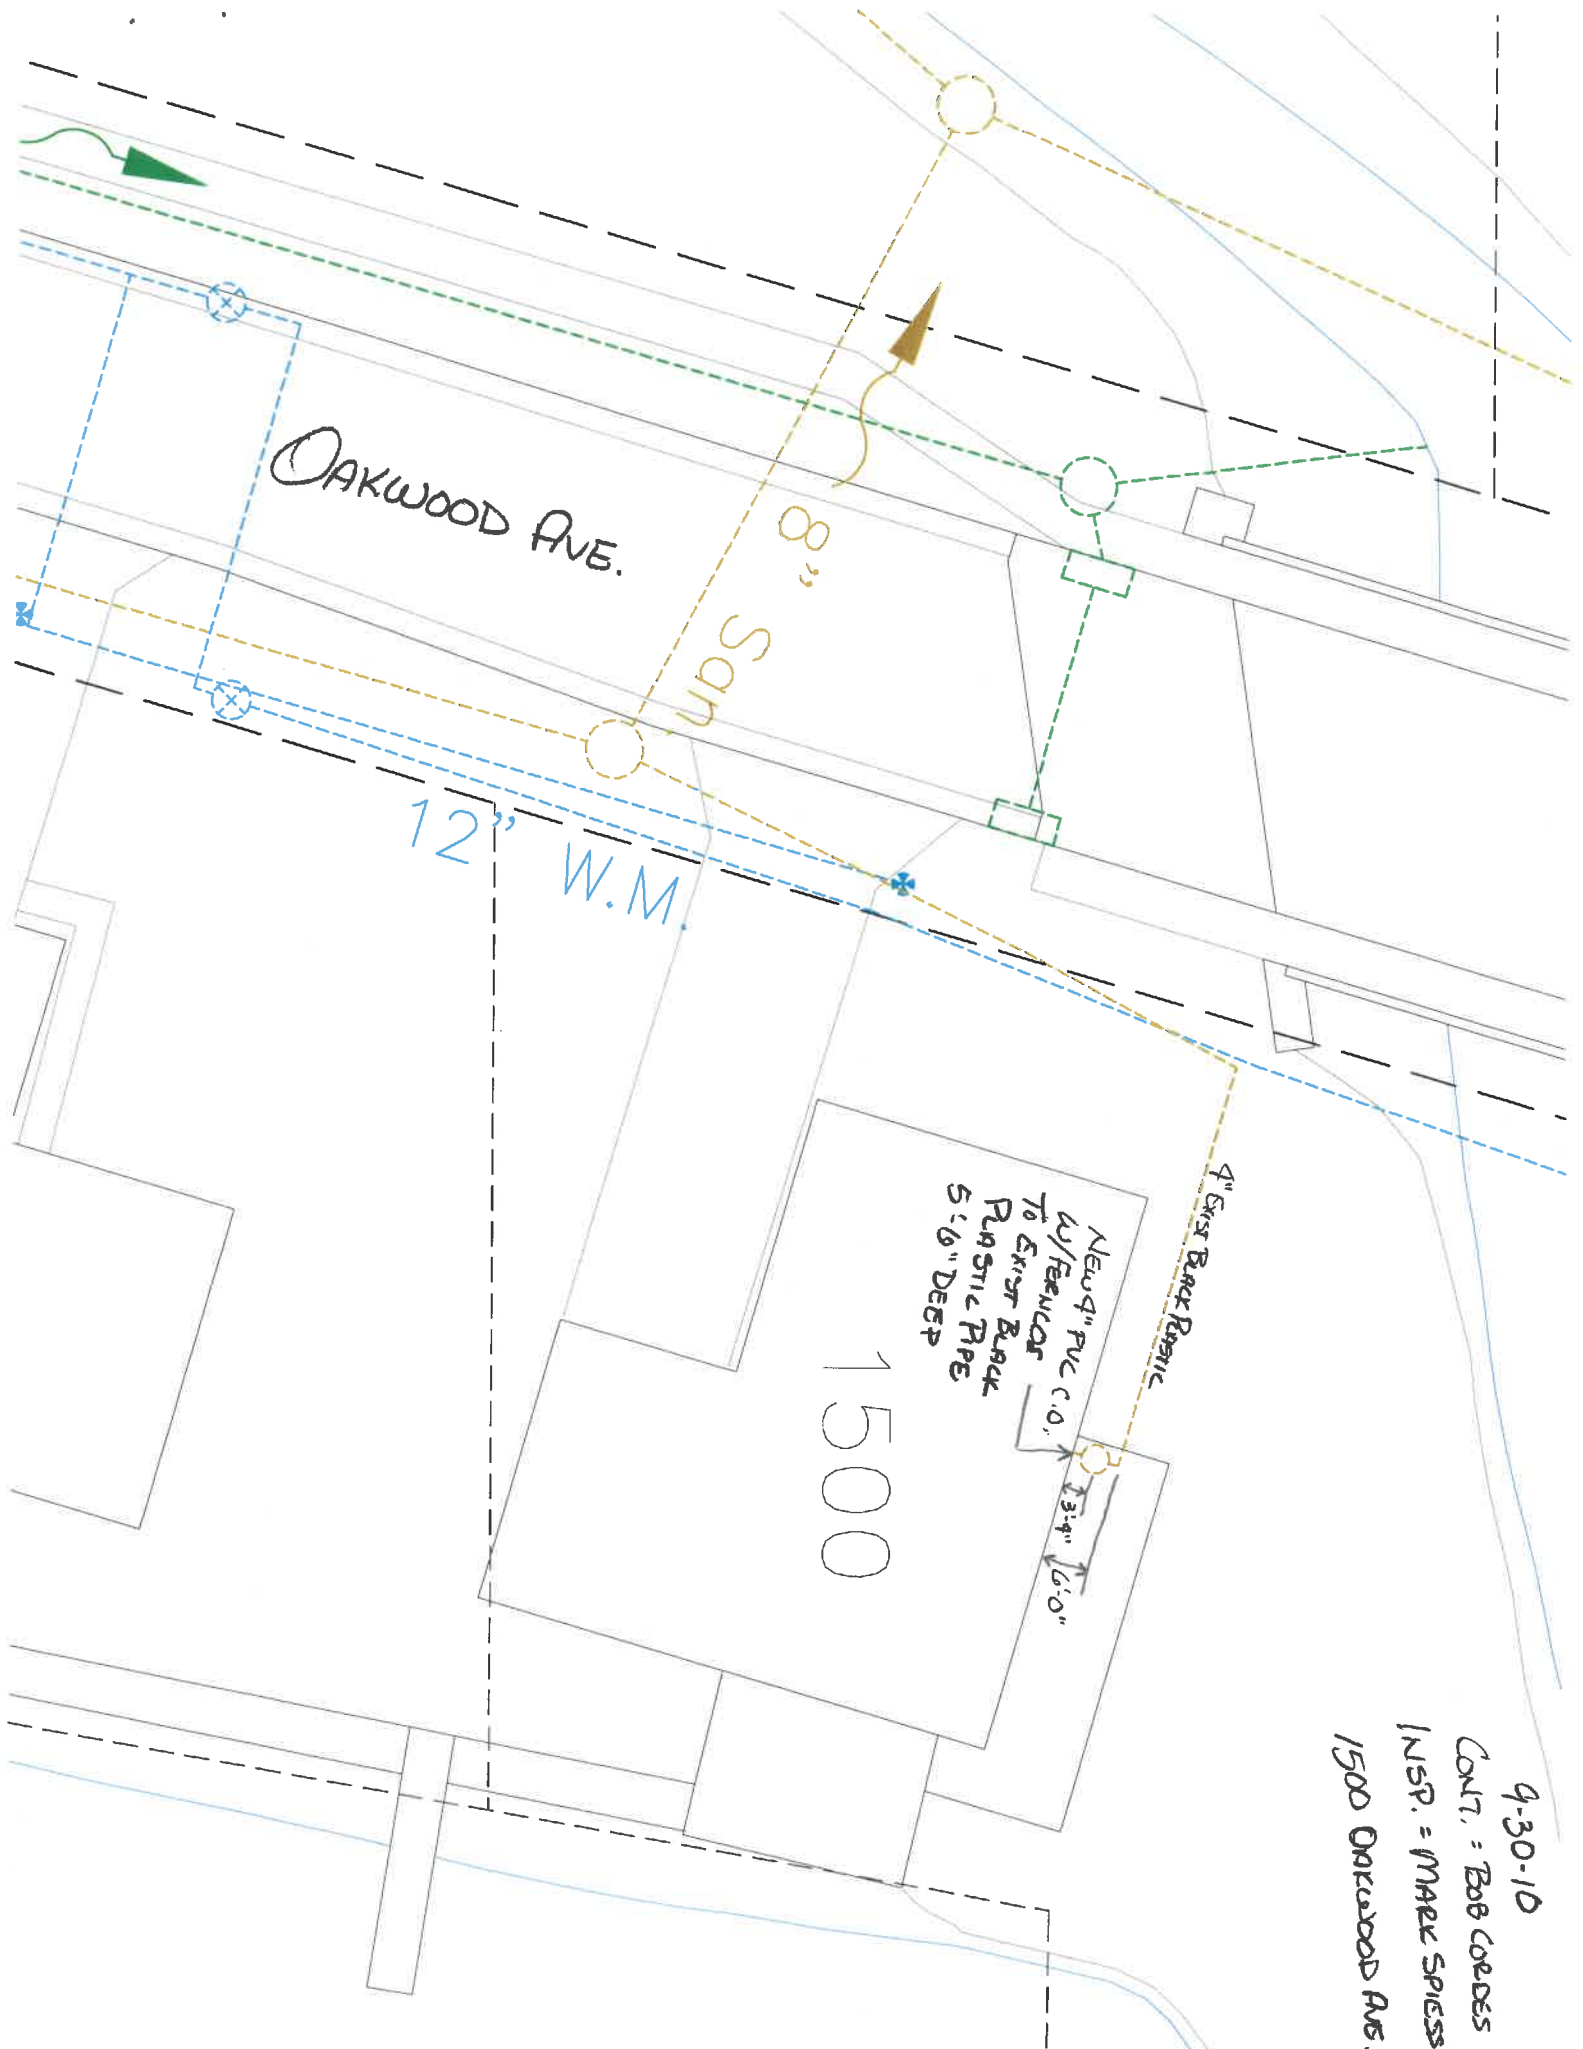 OAKWOOD AVE.
8" San.
12" W.M.
4" EXIST BLACK PLASTIC
NEW 4" PVC C.O.
W/FERNCOS
TO EXIST BLACK
PLASTIC PIPE
5'-6" DEEP
3'-9"
6'-0"
1500
9-30-10
CONT. = BOB CORDES
INSP. = MARK SPIESS
1500 OAKWOOD AVE.